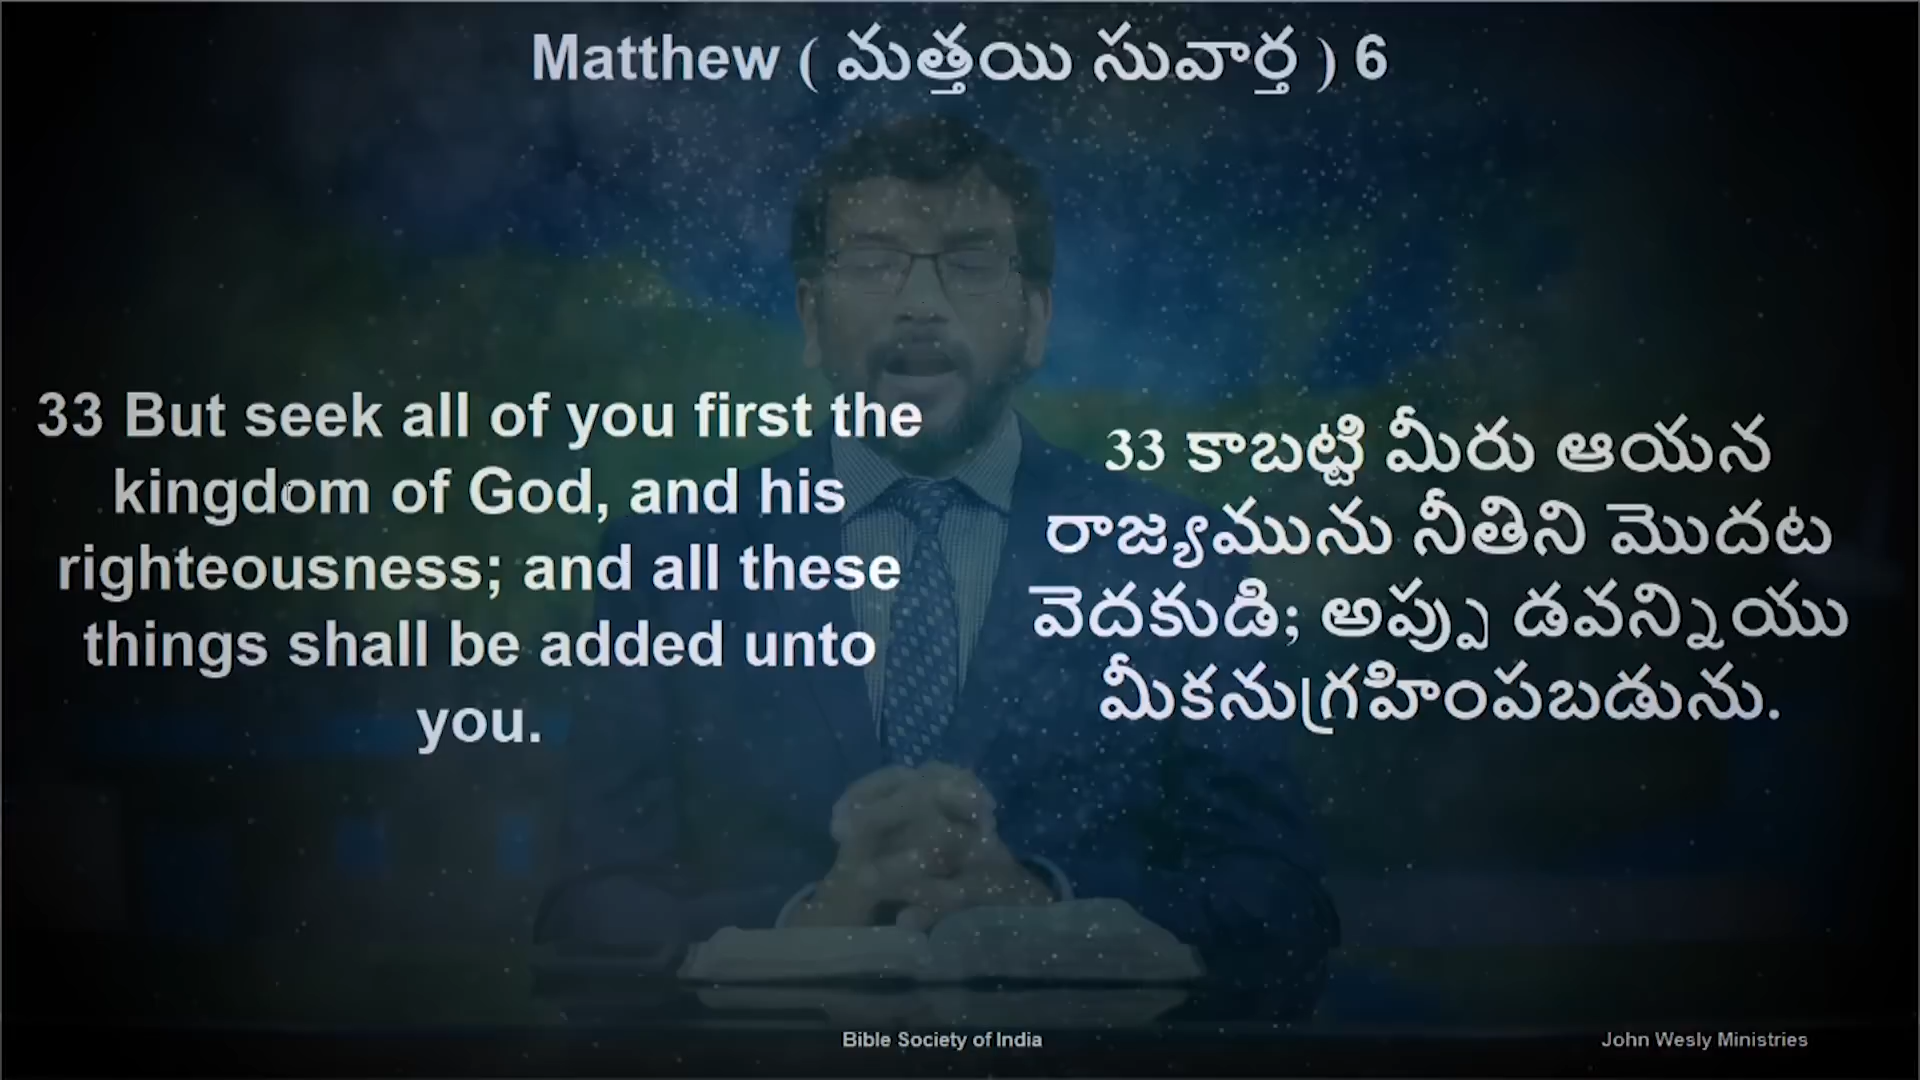 Matthew ( మత్తయి సువార్త ) 6
33 But seek all of you first the
kingdom of God, and his
righteousness; and all these
things shall be added unto
you.
33 కాబట్టి మీరు ఆయన
రాజ్యమును నీతిని మొదట
వెదకుడి; అప్పు డవన్నియు
మీకనుగ్రహింపబడును.
Bible Society of India
John Wesly Ministries